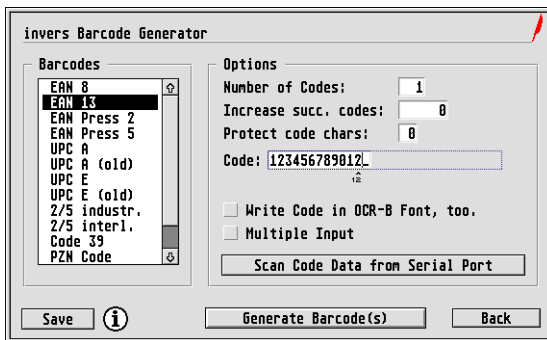 invers Barcode Generator
Barcodes
EAN 8
EAN 13
EAN Press 2
EAN Press 5
UPC A
UPC A (old)
UPC E
UPC E (old)
2/5 industr.
2/5 interl.
Code 39
PZN Code
Options
Number of Codes: 1
Increase succ. codes: 0
Protect code chars: 0
Code: 123456789012_
12
Write Code in OCR-B Font, too.
Multiple Input
Scan Code Data from Serial Port
Save
i
Generate Barcode(s)
Back